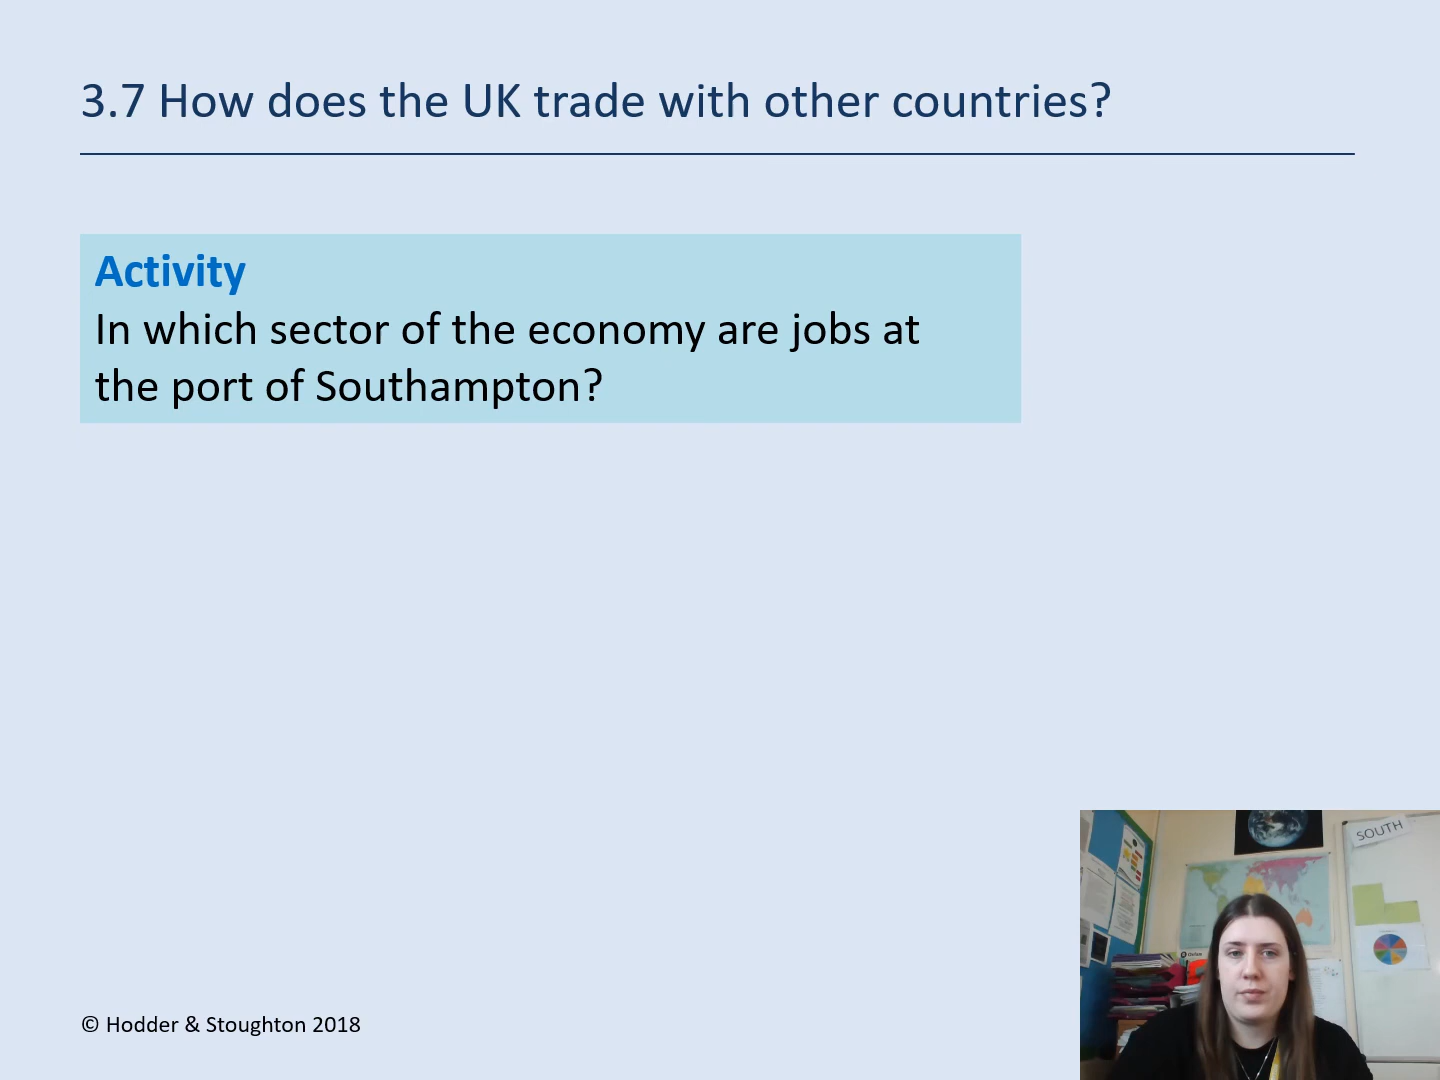 3.7 How does the UK trade with other countries?
Activity
In which sector of the economy are jobs at
the port of Southampton?
SOUTH
© Hodder & Stoughton 2018